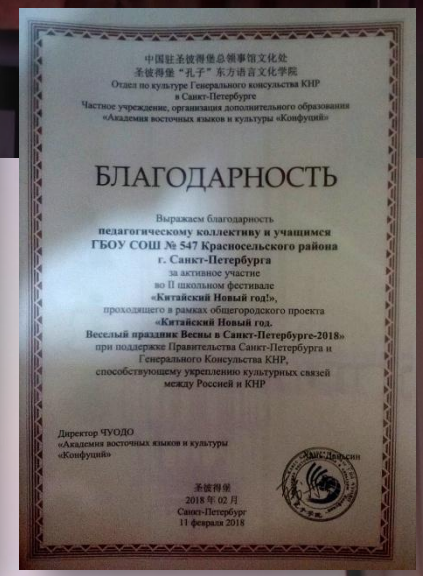 中国驻圣彼得堡总领事馆文化处
圣彼得堡“孔子”东方语言文化学院
Отдел по культуре Генерального консульства КНР
в Санкт-Петербурге
Частное учреждение, организация дополнительного образования
«Академия восточных языков и культуры «Конфуций»
БЛАГОДАРНОСТЬ
Выражаем благодарность
педагогическому коллективу и учащимся
ГБОУ СОШ № 547 Красносельского района
г. Санкт-Петербурга
за активное участие
во II школьном фестивале
«Китайский Новый год!»,
проходящего в рамках общегородского проекта
«Китайский Новый год.
Веселый праздник Весны в Санкт-Петербурге-2018»
при поддержке Правительства Санкт-Петербурга и
Генерального Консульства КНР,
способствующему укреплению культурных связей
между Россией и КНР
Директор ЧУОДО
«Академия восточных языков и культуры
«Конфуций»
圣彼得堡
2018 年 02 月
Санкт-Петербург
11 февраля 2018